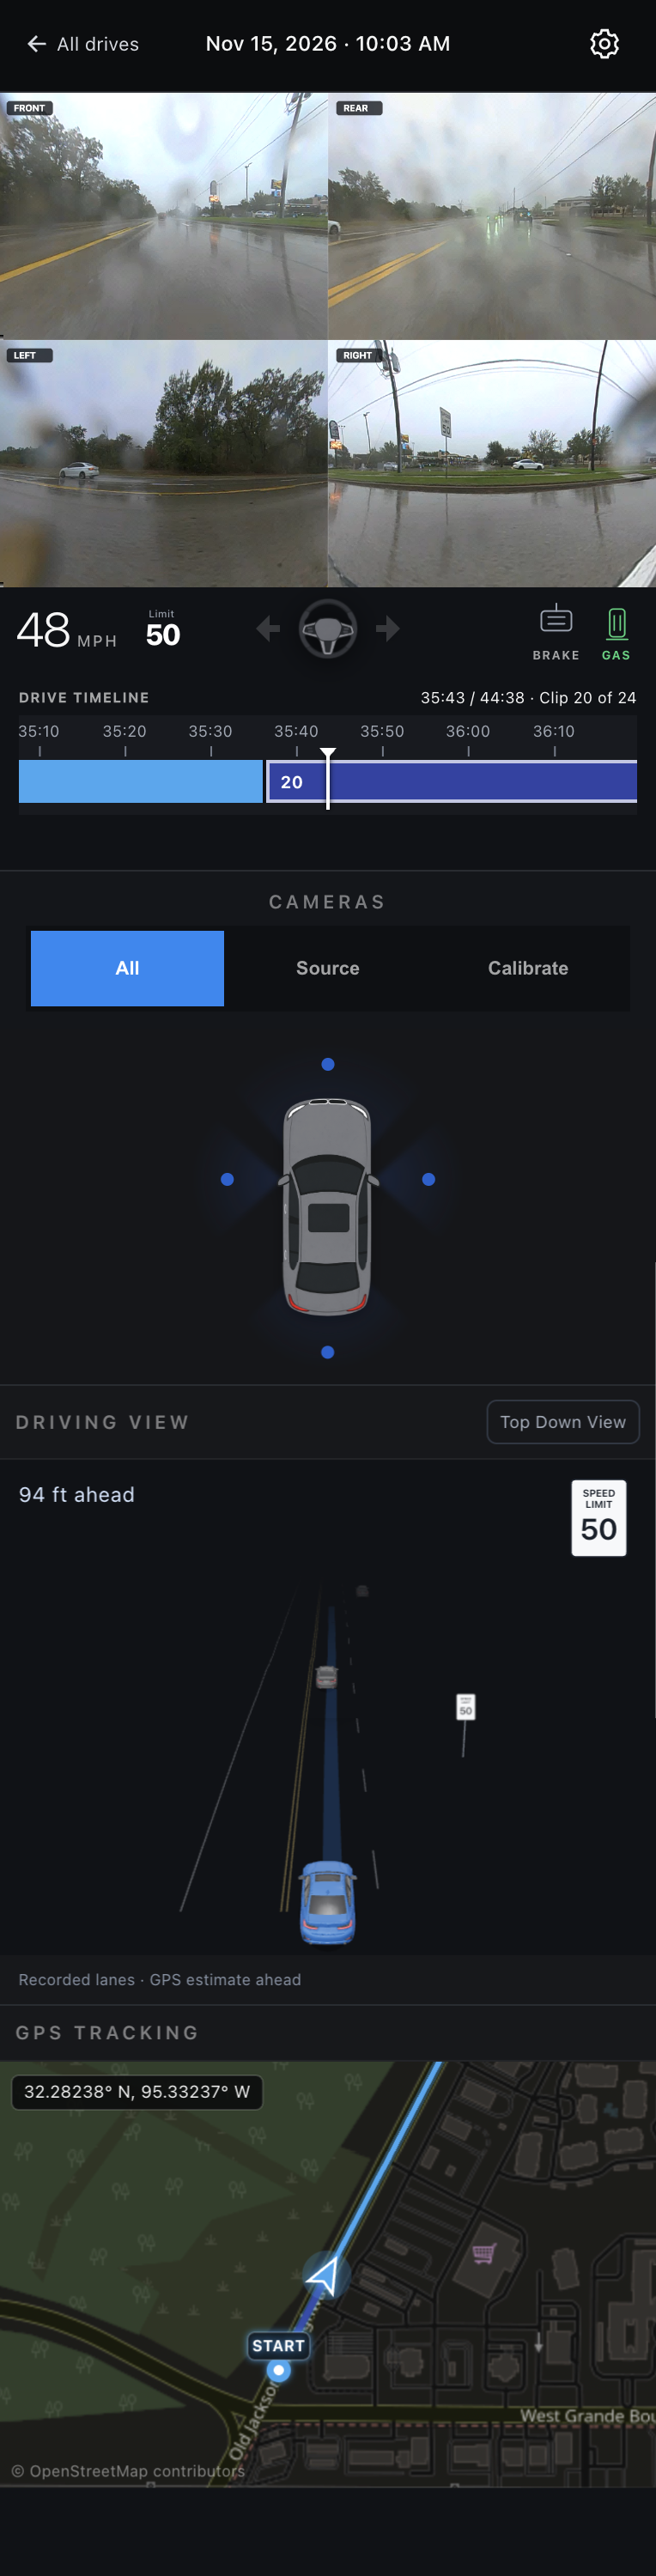 All drives
Nov 15, 2026 · 10:03 AM
FRONT
REAR
LEFT
RIGHT
48 MPH
Limit
50
BRAKE
GAS
DRIVE TIMELINE
35:43 / 44:38 · Clip 20 of 24
35:10 35:20 35:30 35:40 35:50 36:00 36:10
20
CAMERAS
All
Source
Calibrate
DRIVING VIEW
Top Down View
94 ft ahead
SPEED
LIMIT
50
50
Recorded lanes · GPS estimate ahead
GPS TRACKING
32.28238° N, 95.33237° W
START
Old Jackson
West Grande Bou
© OpenStreetMap contributors